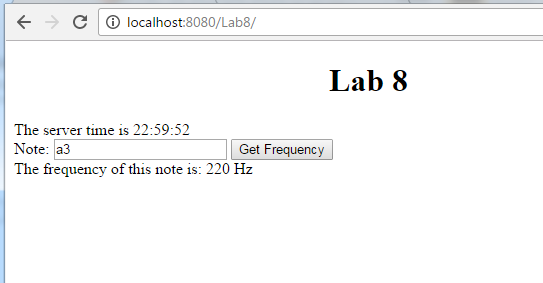 localhost:8080/Lab8/
Lab 8
The server time is 22:59:52
Note: a3 Get Frequency
The frequency of this note is: 220 Hz